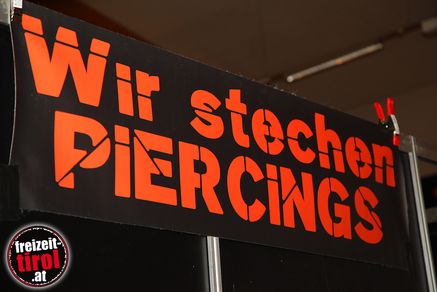 Wir stechen
PiERCiNGS
freizeit-
tirol
.at